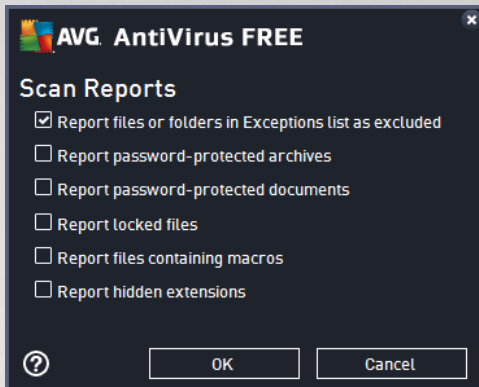 AVG. AntiVirus FREE
Scan Reports
Report files or folders in Exceptions list as excluded
Report password-protected archives
Report password-protected documents
Report locked files
Report files containing macros
Report hidden extensions
? OK Cancel